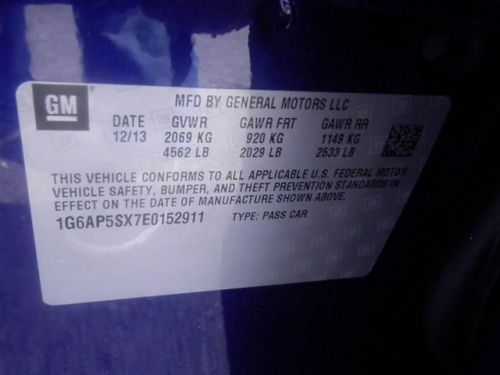 GM
MFD BY GENERAL MOTORS LLC
DATE GVWR GAWR FRT GAWR RR
12/13 2069 KG 920 KG 1149 KG
4562 LB 2029 LB 2533 LB
THIS VEHICLE CONFORMS TO ALL APPLICABLE U.S. FEDERAL MOTOR
VEHICLE SAFETY, BUMPER, AND THEFT PREVENTION STANDARDS IN
EFFECT ON THE DATE OF MANUFACTURE SHOWN ABOVE.
1G6AP5SX7E0152911 TYPE: PASS CAR